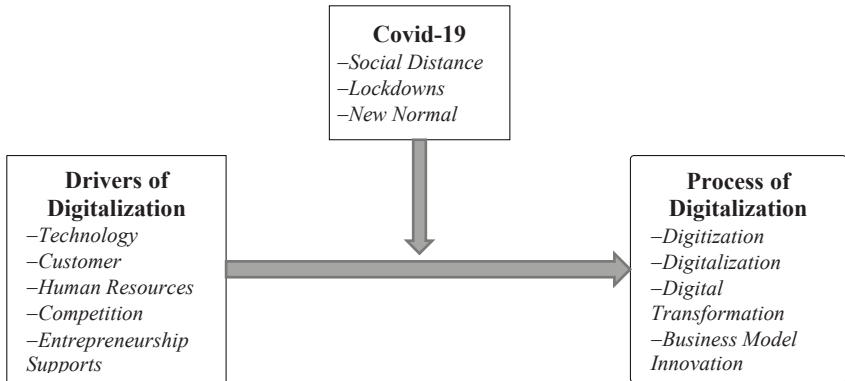 Covid-19
–Social Distance
–Lockdowns
–New Normal
Drivers of
Digitalization
–Technology
–Customer
–Human Resources
–Competition
–Entrepreneurship
Supports
Process of
Digitalization
–Digitization
–Digitalization
–Digital
Transformation
–Business Model
Innovation